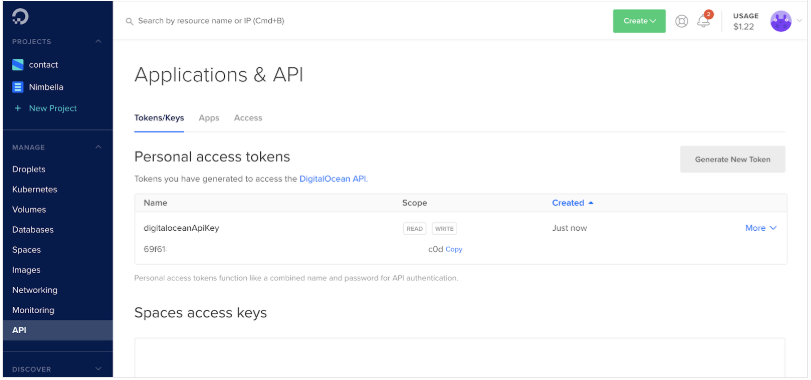 Search by resource name or IP (Cmd+B)
Create
2
USAGE
$1.22
PROJECTS
contact
Nimbella
+ New Project
MANAGE
Droplets
Kubernetes
Volumes
Databases
Spaces
Images
Networking
Monitoring
API
DISCOVER
Applications & API
Tokens/Keys Apps Access
Personal access tokens
Generate New Token
Tokens you have generated to access the DigitalOcean API.
Name Scope Created
digitaloceanApiKey READ WRITE Just now More
69f61 c0d Copy
Personal access tokens function like a combined name and password for API authentication.
Spaces access keys